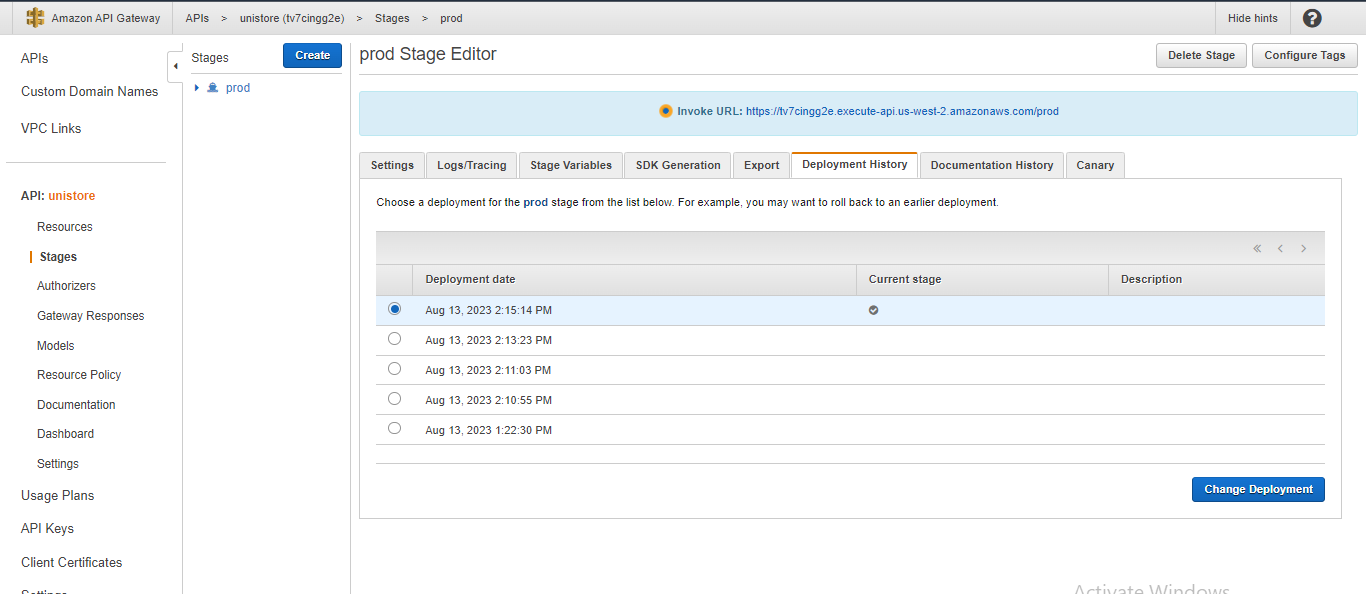 Amazon API Gateway
APIs > unistore (tv7cingg2e) > Stages > prod
Hide hints
?
APIs
Custom Domain Names
VPC Links
API: unistore
Resources
Stages
Authorizers
Gateway Responses
Models
Resource Policy
Documentation
Dashboard
Settings
Usage Plans
API Keys
Client Certificates
Settings
Stages
Create
prod
prod Stage Editor
Delete Stage
Configure Tags
Invoke URL: https://tv7cingg2e.execute-api.us-west-2.amazonaws.com/prod
Settings
Logs/Tracing
Stage Variables
SDK Generation
Export
Deployment History
Documentation History
Canary
Choose a deployment for the prod stage from the list below. For example, you may want to roll back to an earlier deployment.
« < >
Deployment date
Current stage
Description
Aug 13, 2023 2:15:14 PM
Aug 13, 2023 2:13:23 PM
Aug 13, 2023 2:11:03 PM
Aug 13, 2023 2:10:55 PM
Aug 13, 2023 1:22:30 PM
Change Deployment
Activate Windows